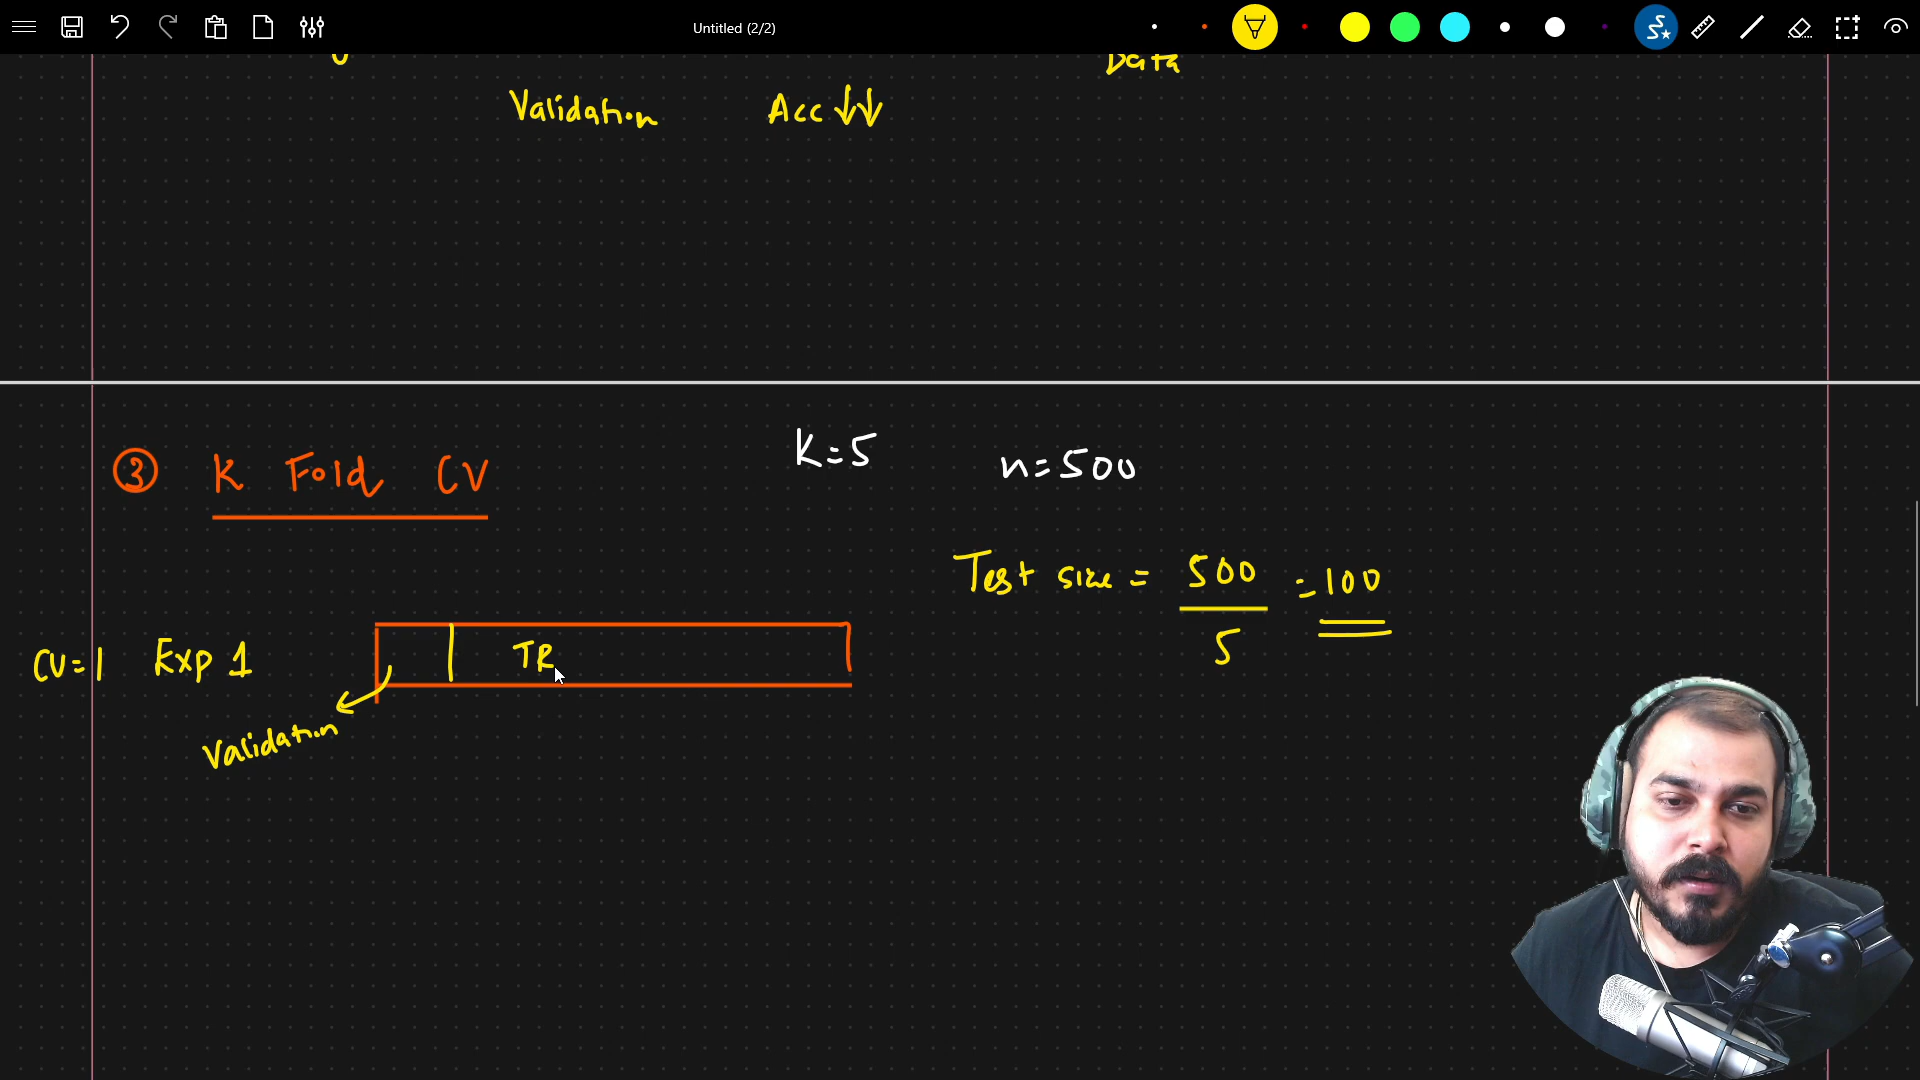 Untitled (2/2)
Data
Validation Acc ↓↓
③ K Fold CV K=5 n=500
Test size = 500 / 5 = 100
CV=1 Exp 1 TR
Validation